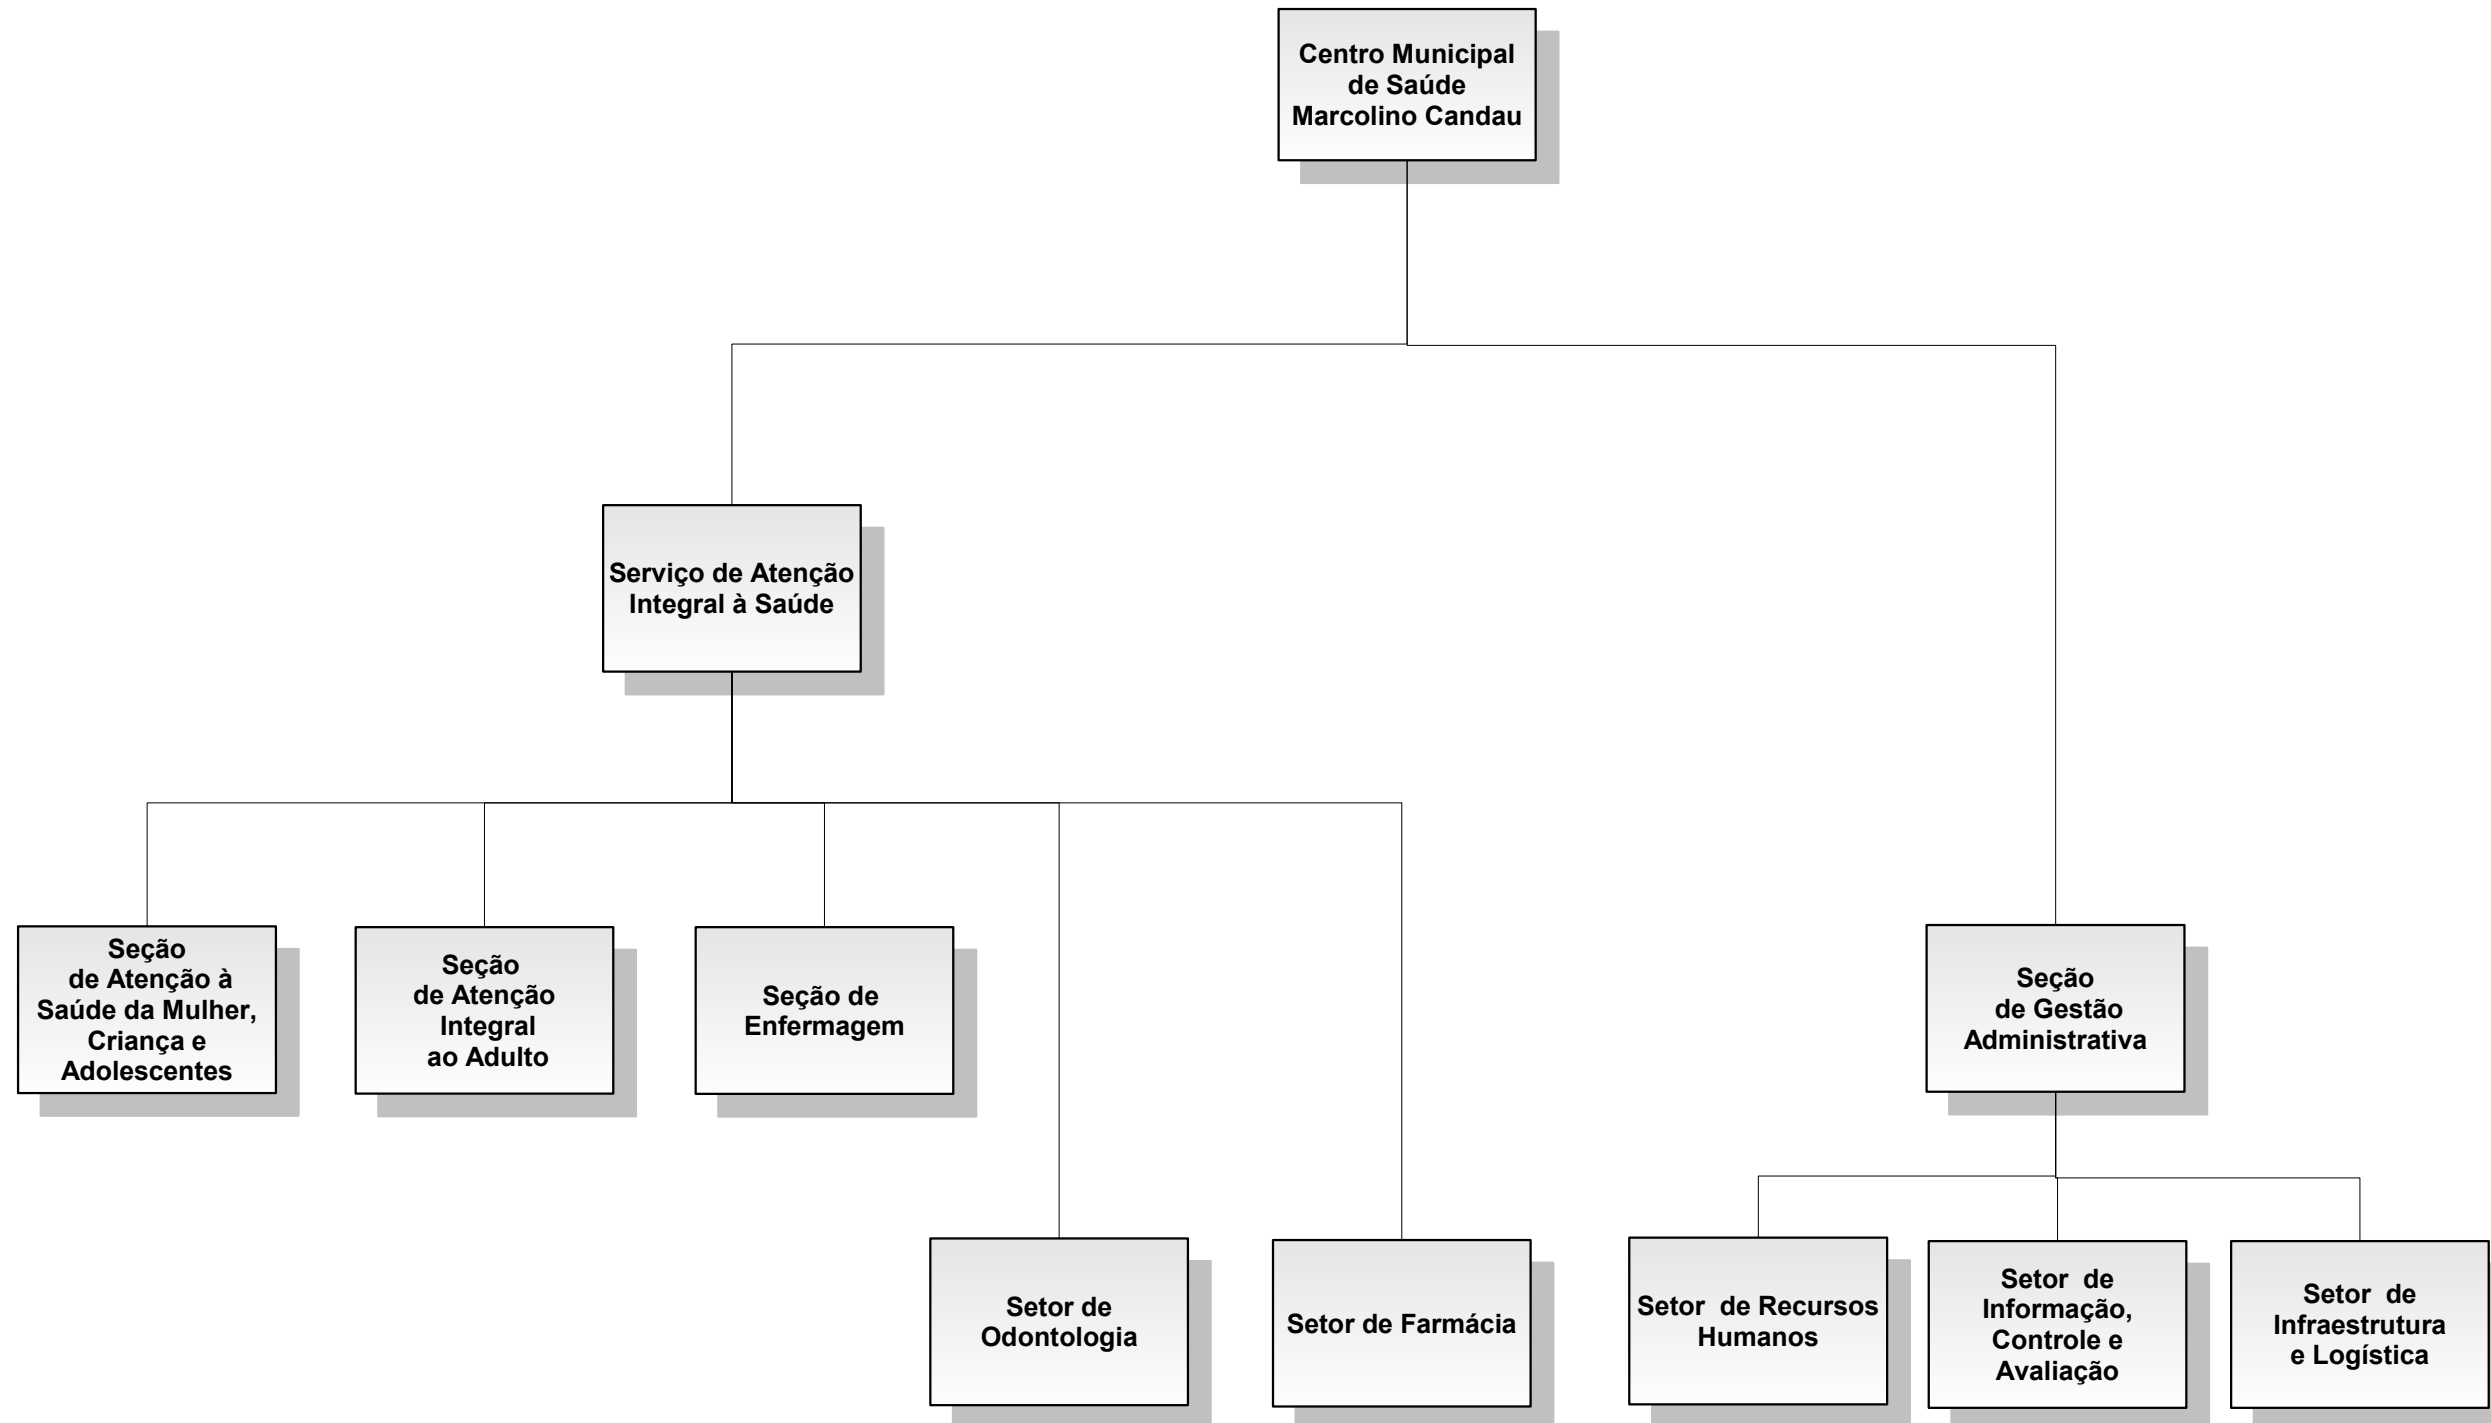 Centro Municipal
de Saúde
Marcolino Candau
Serviço de Atenção
Integral à Saúde
Seção
de Atenção à
Saúde da Mulher,
Criança e
Adolescentes
Seção
de Atenção
Integral
ao Adulto
Seção de
Enfermagem
Seção
de Gestão
Administrativa
Setor de
Odontologia
Setor de Farmácia
Setor de Recursos
Humanos
Setor de
Informação,
Controle e
Avaliação
Setor de
Infraestrutura
e Logística